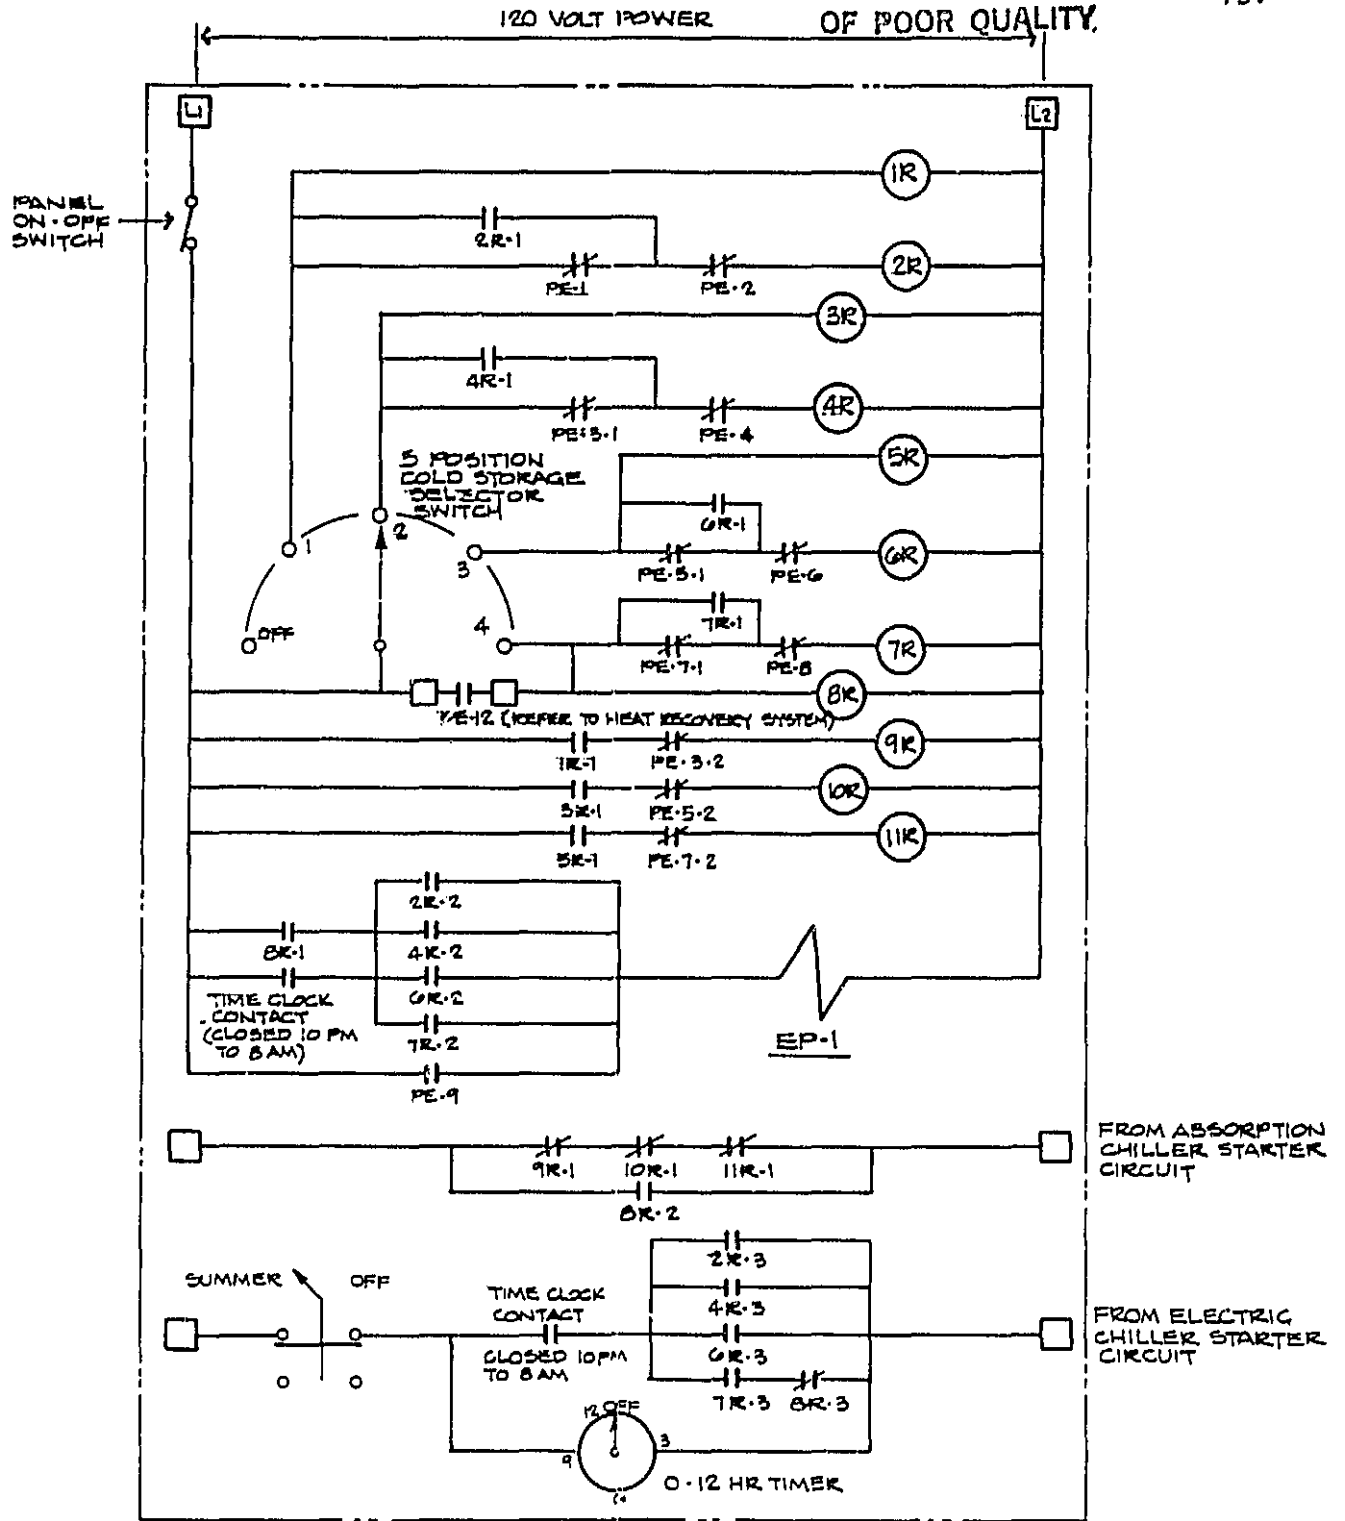 120 VOLT POWER
OF POOR QUALITY
L1
L2
1R
PANEL
ON-OFF
SWITCH
2R-1
2R
PE-1
PE-2
3R
4R-1
4R
PE-3-1
PE-4
5 POSITION
COLD STORAGE
SELECTOR
SWITCH
5R
6R-1
1
2
3
6R
PE-5-1
PE-6
7R-1
OFF
4
7R
PE-7-1
PE-8
8R
PE-12 (REFER TO HEAT RECOVERY SYSTEM)
9R
1R-1
PE-3-2
10R
3R-1
PE-5-2
11R
5R-1
PE-7-2
2R-2
8R-1
4R-2
6R-2
TIME CLOCK
CONTACT
(CLOSED 10 PM
TO 8 AM)
7R-2
EP-1
PE-9
FROM ABSORPTION
CHILLER STARTER
CIRCUIT
9R-1
10R-1
11R-1
8R-2
2R-3
SUMMER
OFF
TIME CLOCK
CONTACT
4R-3
FROM ELECTRIC
CHILLER STARTER
CIRCUIT
CLOSED 10 PM
TO 8 AM
6R-3
7R-3
8R-3
12 OFF
9
3
0-12 HR TIMER